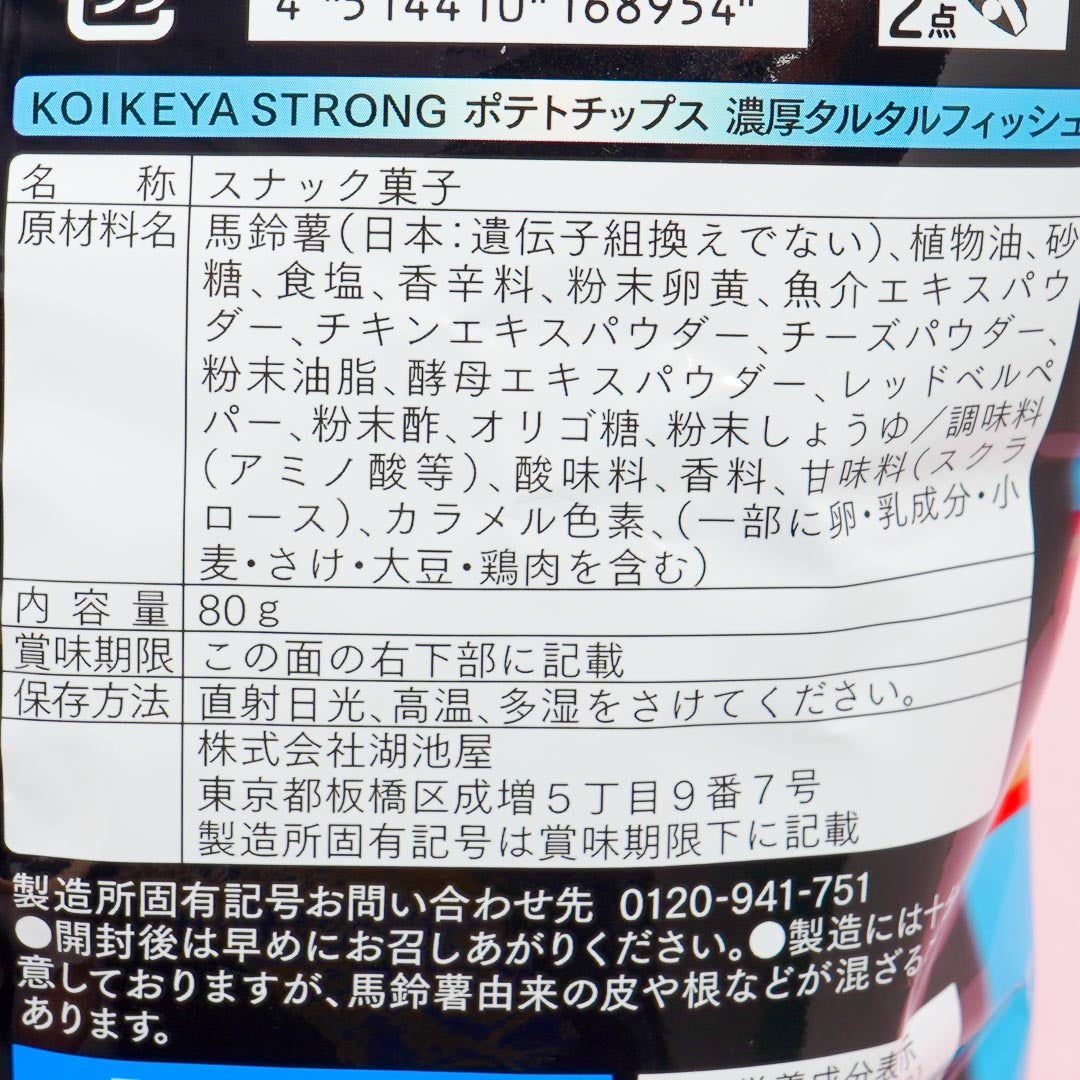 4 "514410"168954"
2点
KOIKEYA STRONG ポテトチップス 濃厚タルタルフィッシュ
名 称 スナック菓子
原材料名 馬鈴薯(日本:遺伝子組換えでない)、植物油、砂
糖、食塩、香辛料、粉末卵黄、魚介エキスパウ
ダー、チキンエキスパウダー、チーズパウダー、
粉末油脂、酵母エキスパウダー、レッドベルペ
パー、粉末酢、オリゴ糖、粉末しょうゆ/調味料
(アミノ酸等)、酸味料、香料、甘味料(スクラ
ロース)、カラメル色素、(一部に卵・乳成分・小
麦・さけ・大豆・鶏肉を含む)
内容量 80g
賞味期限 この面の右下部に記載
保存方法 直射日光、高温、多湿をさけてください。
株式会社湖池屋
東京都板橋区成増5丁目9番7号
製造所固有記号は賞味期限下に記載
製造所固有記号お問い合わせ先 0120-941-751
●開封後は早めにお召しあがりください。●製造には十
意しておりますが、馬鈴薯由来の皮や根などが混ざる
あります。
養成分表示